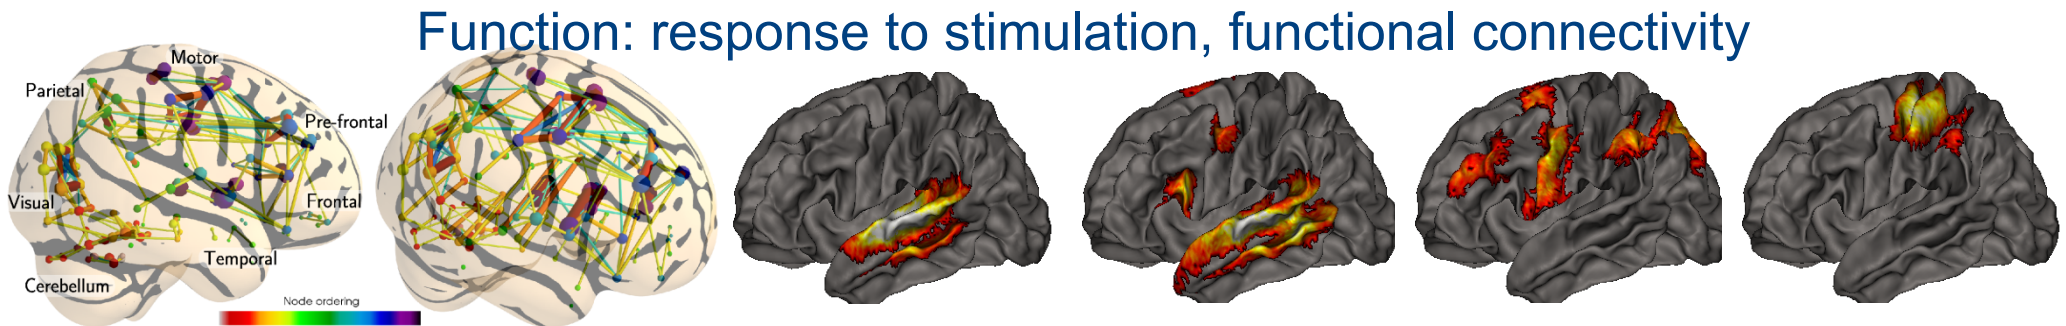 Function: response to stimulation, functional connectivity
Motor
Parietal
Pre-frontal
Visual
Frontal
Temporal
Cerebellum
Node ordering